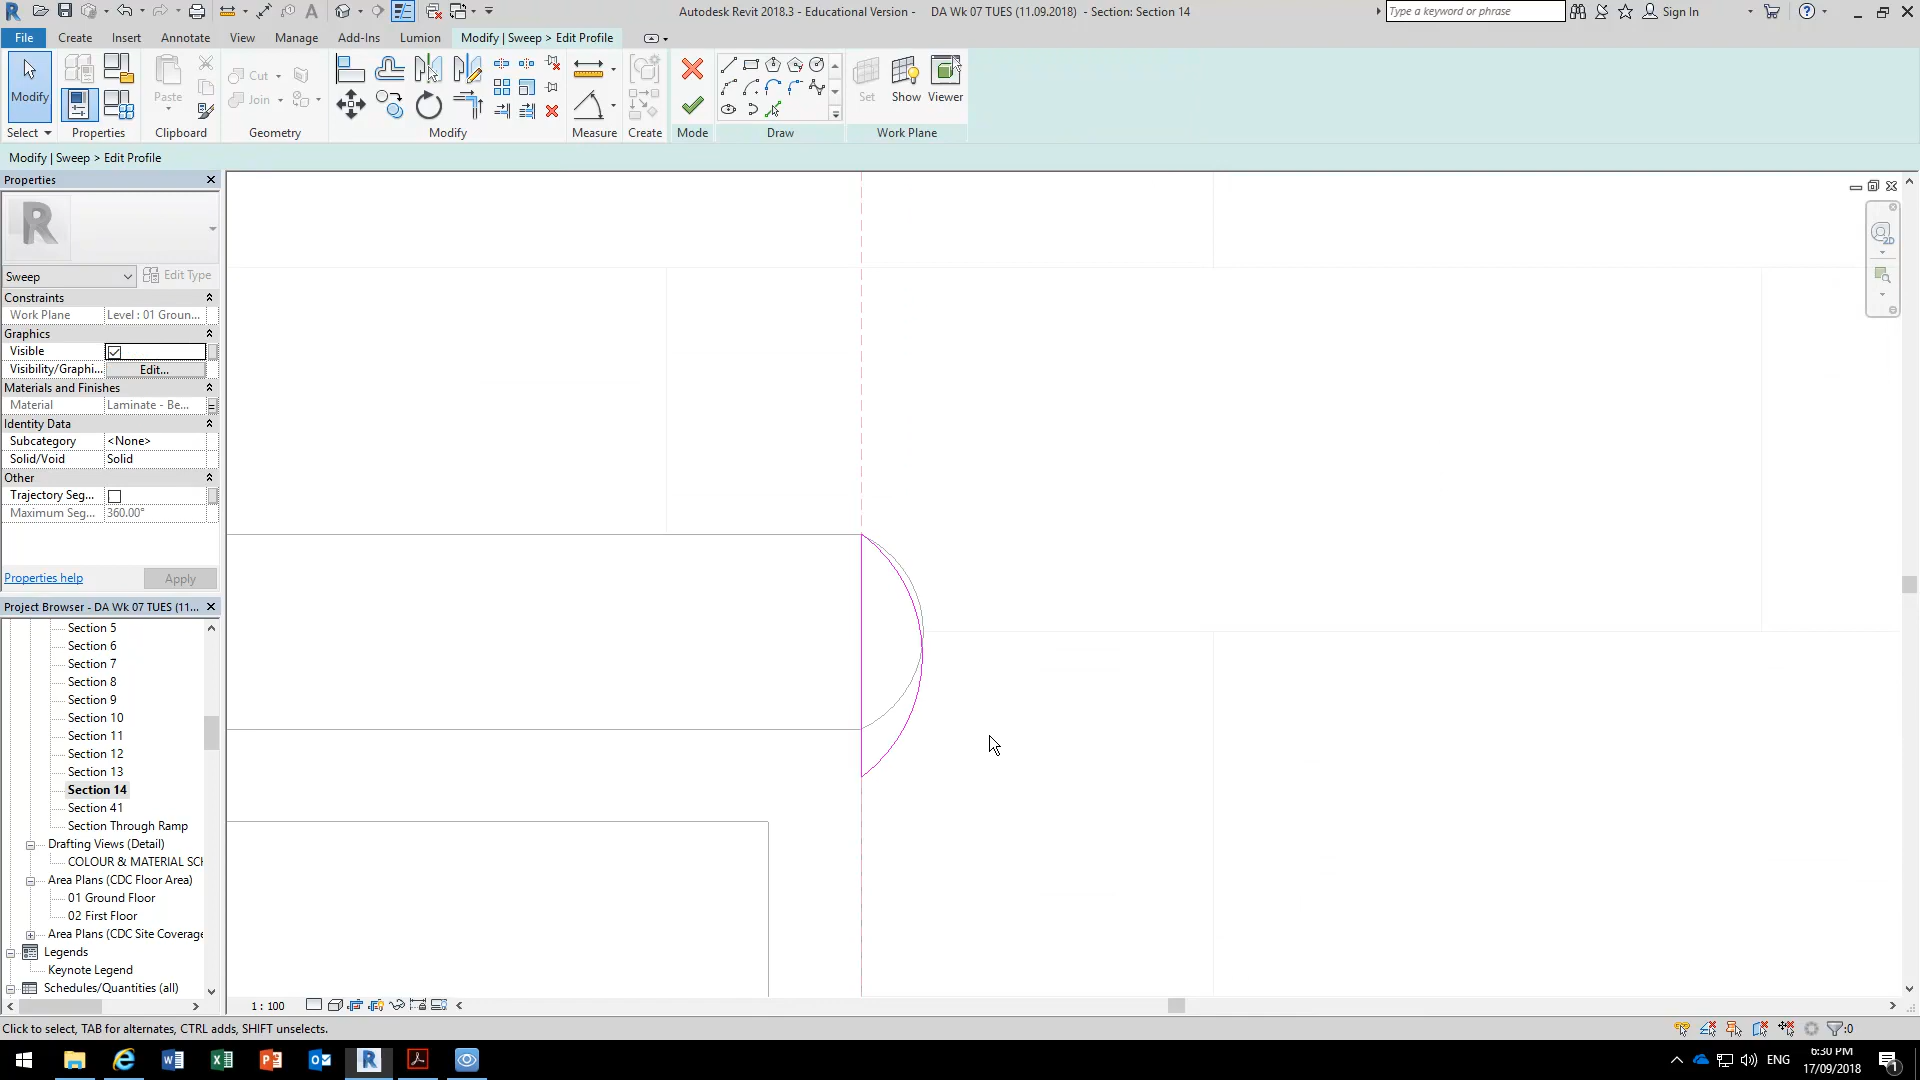 Autodesk Revit 2018.3 - Educational Version - DA Wk 07 TUES (11.09.2018) - Section: Section 14
Type a keyword or phrase
Sign In
File Create Insert Annotate View Manage Add-Ins Lumion Modify | Sweep > Edit Profile
Modify
Paste
Cut
Join
Set Show Viewer
Select Properties Clipboard Geometry Modify Measure Create Mode Draw Work Plane
Modify | Sweep > Edit Profile
Properties
R
Sweep
Edit Type
Constraints
Work Plane Level : 01 Groun...
Graphics
Visible
Visibility/Graphi... Edit...
Materials and Finishes
Material Laminate - Be...
Identity Data
Subcategory <None>
Solid/Void Solid
Other
Trajectory Seg...
Maximum Seg... 360.00°
Properties help
Apply
Project Browser - DA Wk 07 TUES (11...
Section 5
Section 6
Section 7
Section 8
Section 9
Section 10
Section 11
Section 12
Section 13
Section 14
Section 41
Section Through Ramp
Drafting Views (Detail)
COLOUR & MATERIAL SCH
Area Plans (CDC Floor Area)
01 Ground Floor
02 First Floor
Area Plans (CDC Site Coverage
Legends
Keynote Legend
Schedules/Quantities (all)
2D
1 : 100
Click to select, TAB for alternates, CTRL adds, SHIFT unselects.
:0
ENG
6:30 PM
17/09/2018
1